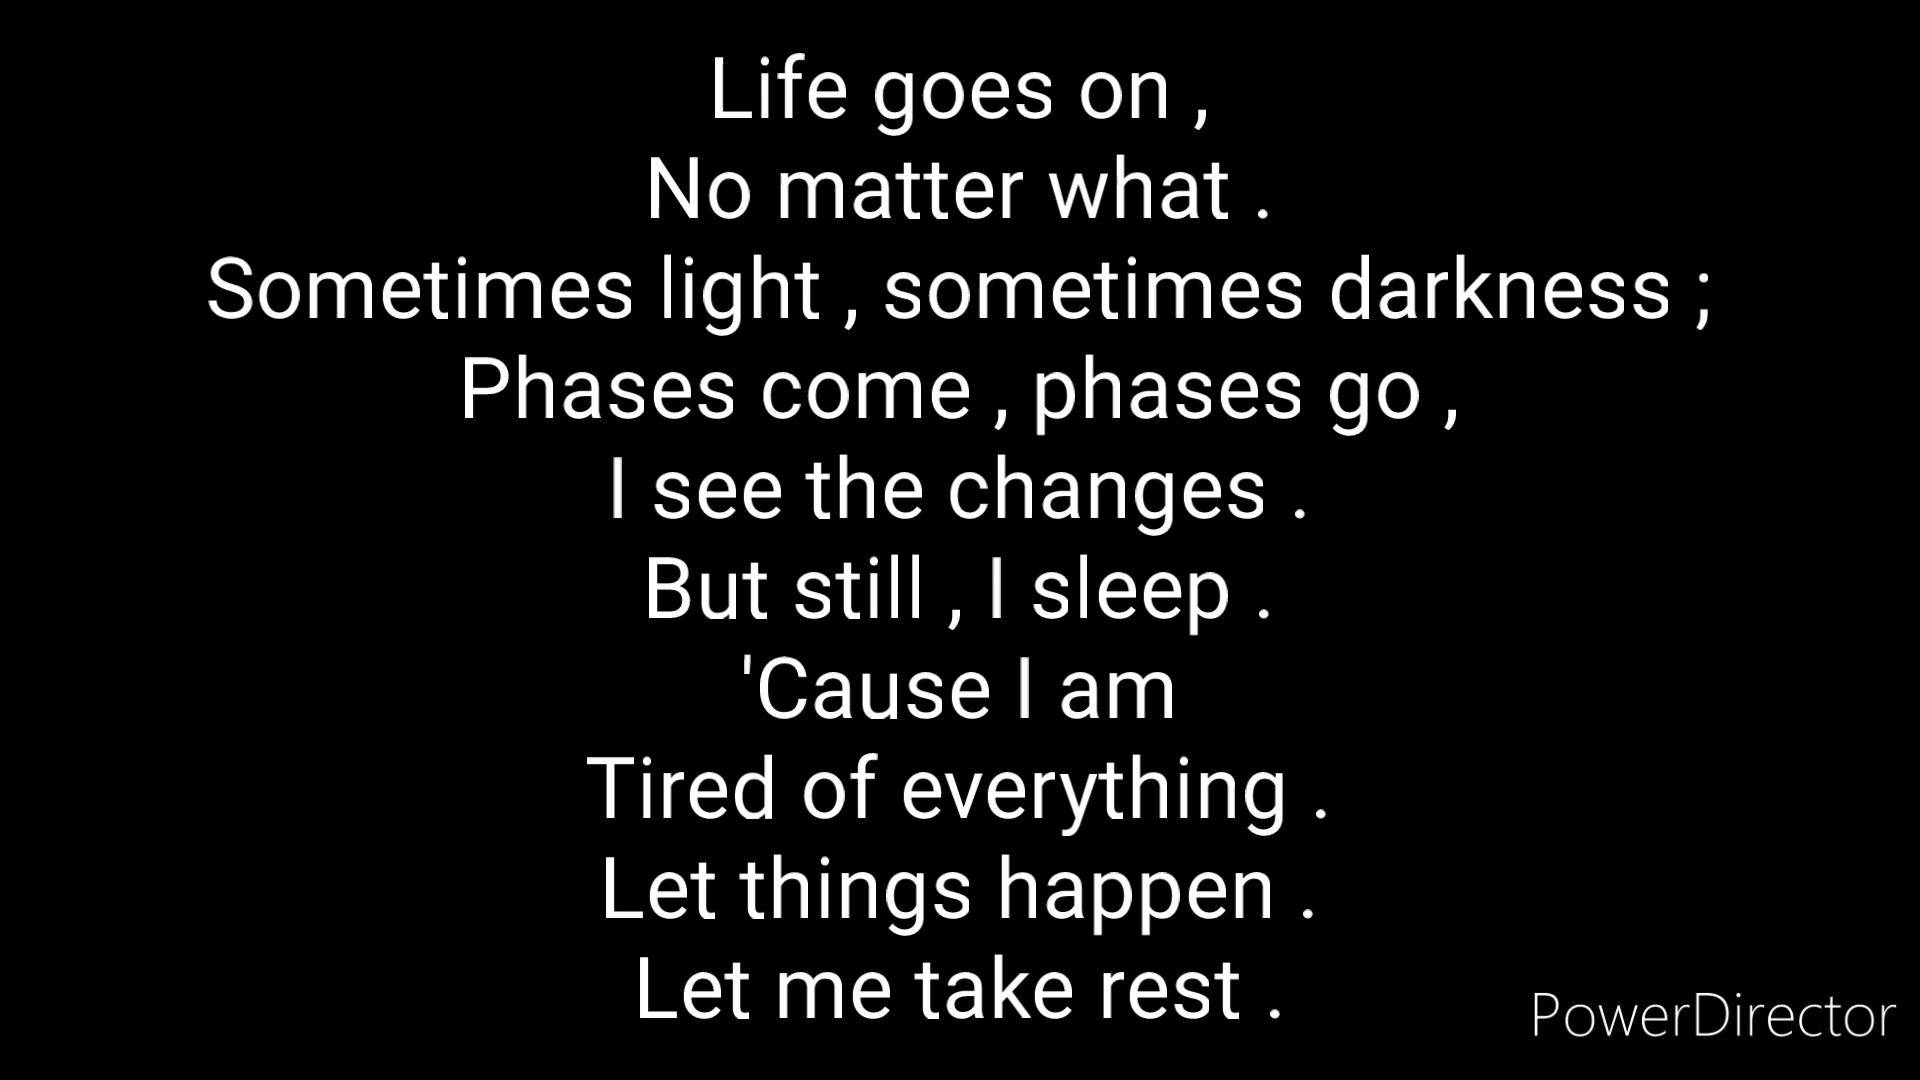 Life goes on ,
No matter what .
Sometimes light , sometimes darkness ;
Phases come , phases go ,
I see the changes .
But still , I sleep .
'Cause I am
Tired of everything .
Let things happen .
Let me take rest .
PowerDirector